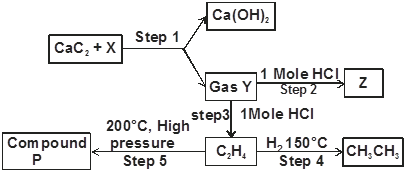 Ca(OH)₂
Step 1
CaC₂ + X
Gas Y
1 Mole HCl
Step 2
Z
step3
1Mole HCl
200°C, High
pressure
Step 5
Compound
P
C₂H₄
H₂ 150°C
Step 4
CH₃CH₃